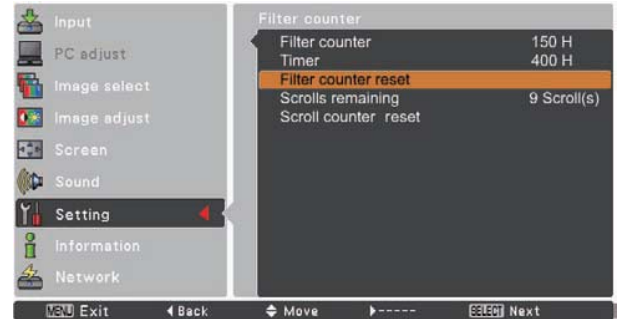 Input
PC adjust
Image select
Image adjust
Screen
Sound
Setting
Information
Network
Filter counter
Filter counter 150 H
Timer 400 H
Filter counter reset
Scrolls remaining 9 Scroll(s)
Scroll counter reset
MENU Exit Back Move ----- SELECT Next